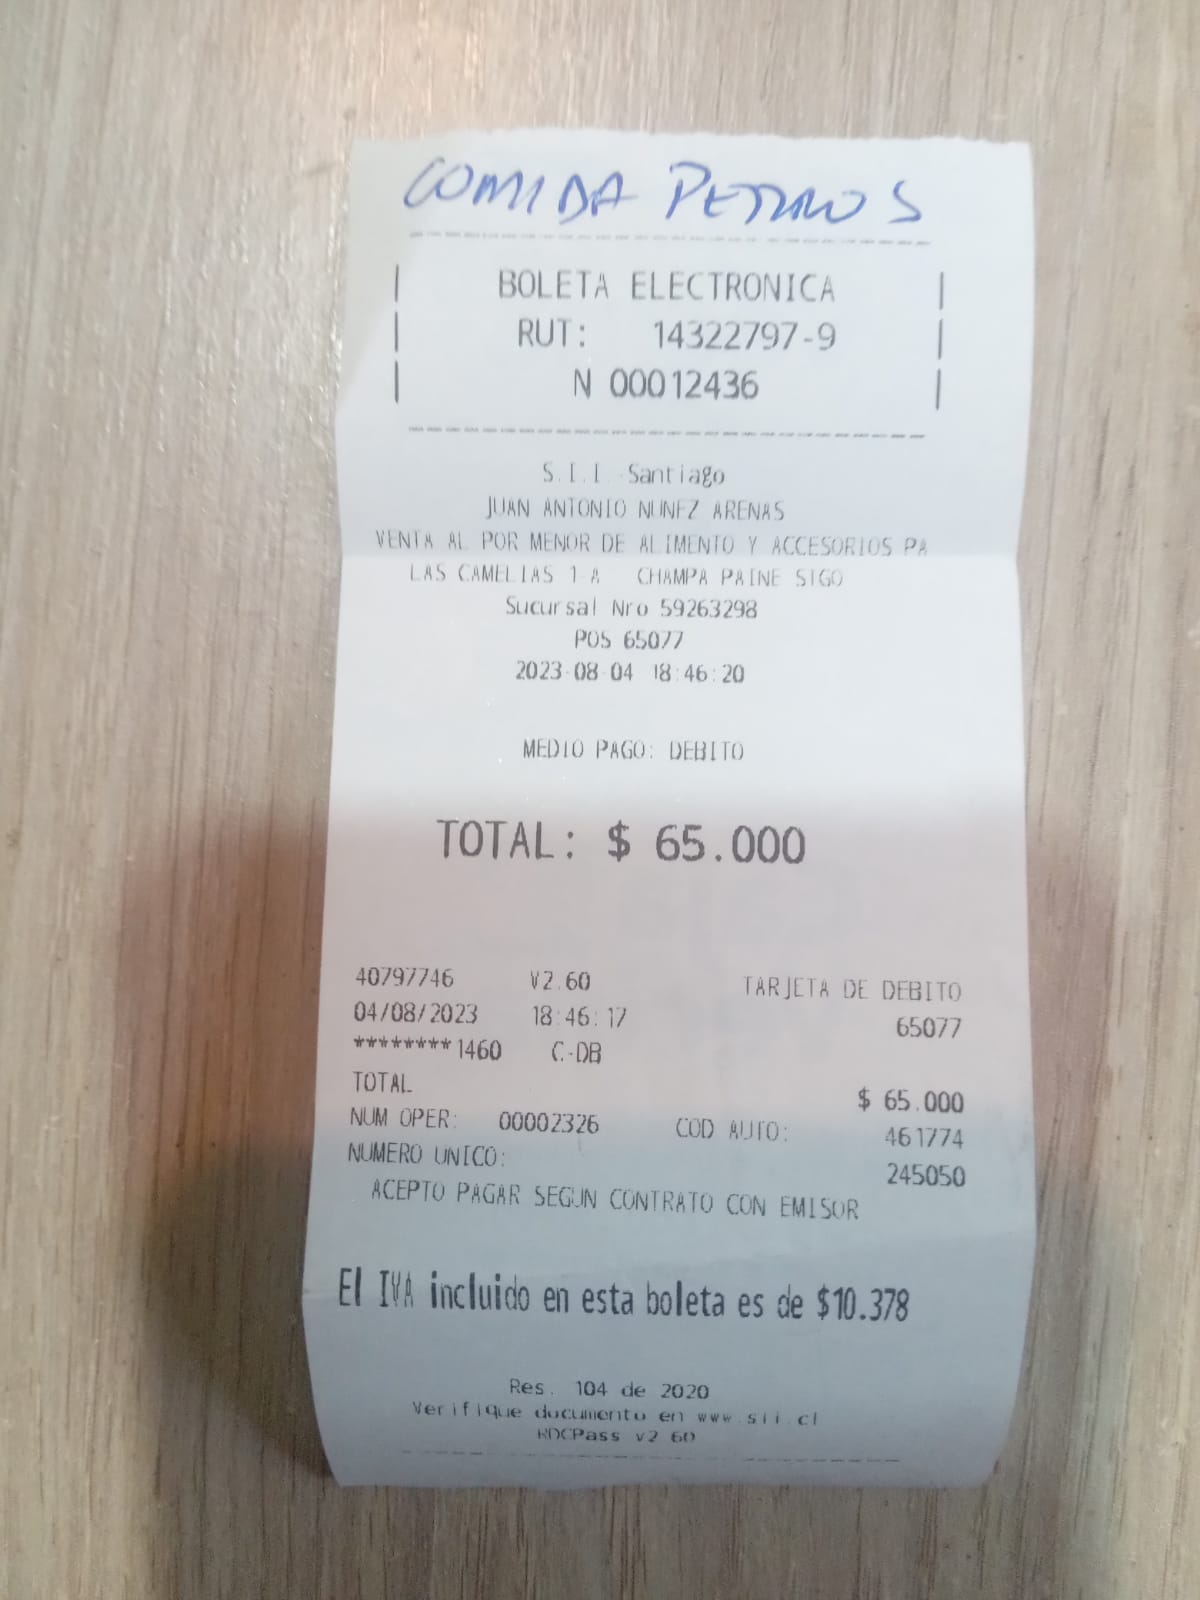 COMIDA PERROS
BOLETA ELECTRONICA
RUT: 14322797-9
N 00012436
S.I.I.-Santiago
JUAN ANTONIO NUNEZ ARENAS
VENTA AL POR MENOR DE ALIMENTO Y ACCESORIOS PA
LAS CAMELIAS 1-A CHAMPA PAINE STGO
Sucursal Nro 59263298
POS 65077
2023-08-04 18:46:20
MEDIO PAGO: DEBITO
TOTAL: $ 65.000
40797746 V2.60 TARJETA DE DEBITO
04/08/2023 18:46:17 65077
********1460 C-DB
TOTAL $ 65.000
NUM OPER: 00002326 COD AUTO: 461774
NUMERO UNICO: 245050
ACEPTO PAGAR SEGUN CONTRATO CON EMISOR
El IVA incluido en esta boleta es de $10.378
Res. 104 de 2020
Verifique documento en www.sii.cl
RDCPass v2.60